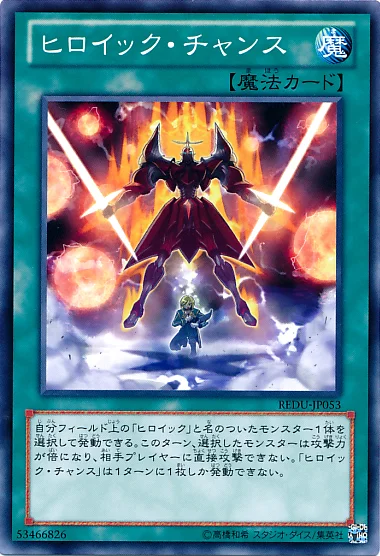 ヒロイック・チャンス
魔
【魔法カード】
REDU-JP053
自分フィールド上の「ヒロイック」と名のついたモンスター1体を
選択して発動できる。このターン、選択したモンスターは攻撃力
が倍になり、相手プレイヤーに直接攻撃できない。「ヒロイッ
ク・チャンス」は1ターンに1枚しか発動できない。
53466826
©高橋和希 スタジオ・ダイス/集英社